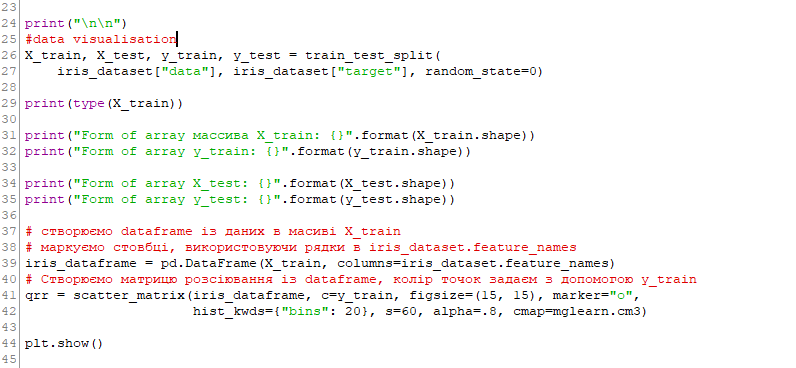 23
24 print("\n\n")
25 #data visualisation
26 X_train, X_test, y_train, y_test = train_test_split(
27     iris_dataset["data"], iris_dataset["target"], random_state=0)
28
29 print(type(X_train))
30
31 print("Form of array массива X_train: {}".format(X_train.shape))
32 print("Form of array y_train: {}".format(y_train.shape))
33
34 print("Form of array X_test: {}".format(X_test.shape))
35 print("Form of array y_test: {}".format(y_test.shape))
36
37 # створюємо dataframe із даних в масиві X_train
38 # маркуємо стовбці, використовуючи рядки в iris_dataset.feature_names
39 iris_dataframe = pd.DataFrame(X_train, columns=iris_dataset.feature_names)
40 # Створюємо матрицю розсіювання із dataframe, колір точок задаєм з допомогою y_train
41 qrr = scatter_matrix(iris_dataframe, c=y_train, figsize=(15, 15), marker="o",
42                      hist_kwds={"bins": 20}, s=60, alpha=.8, cmap=mglearn.cm3)
43
44 plt.show()
45